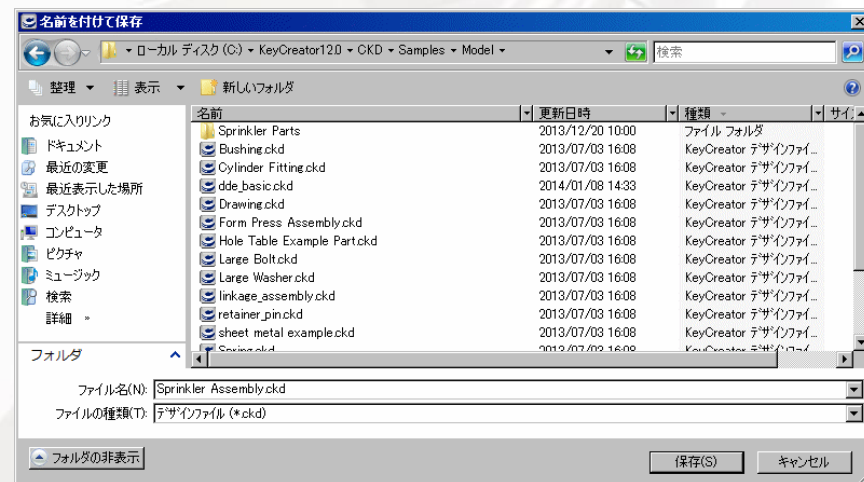 名前を付けて保存
ローカル ディスク (C:) KeyCreator12.0 CKD Samples Model 検索
整理 表示 新しいフォルダ
お気に入りリンク
ドキュメント
最近の変更
最近表示した場所
デスクトップ
コンピュータ
ピクチャ
ミュージック
検索
詳細 »
フォルダ
名前 更新日時 種類
Sprinkler Parts 2013/12/20 10:00 ファイル フォルダ
Bushing.ckd 2013/07/03 16:08 KeyCreator デザインファイ...
Cylinder Fitting.ckd 2013/07/03 16:08 KeyCreator デザインファイ...
dde_basic.ckd 2014/01/08 14:33 KeyCreator デザインファイ...
Drawing.ckd 2013/07/03 16:08 KeyCreator デザインファイ...
Form Press Assembly.ckd 2013/07/03 16:08 KeyCreator デザインファイ...
Hole Table Example Part.ckd 2013/07/03 16:08 KeyCreator デザインファイ...
Large Bolt.ckd 2013/07/03 16:08 KeyCreator デザインファイ...
Large Washer.ckd 2013/07/03 16:08 KeyCreator デザインファイ...
linkage_assembly.ckd 2013/07/03 16:08 KeyCreator デザインファイ...
retainer_pin.ckd 2013/07/03 16:08 KeyCreator デザインファイ...
sheet metal example.ckd 2013/07/03 16:08 KeyCreator デザインファイ...
Spring.ckd 2013/07/03 16:08 KeyCreator デザインファイ...
ファイル名(N): Sprinkler Assembly.ckd
ファイルの種類(T): デザインファイル (*.ckd)
フォルダの非表示 保存(S) キャンセル